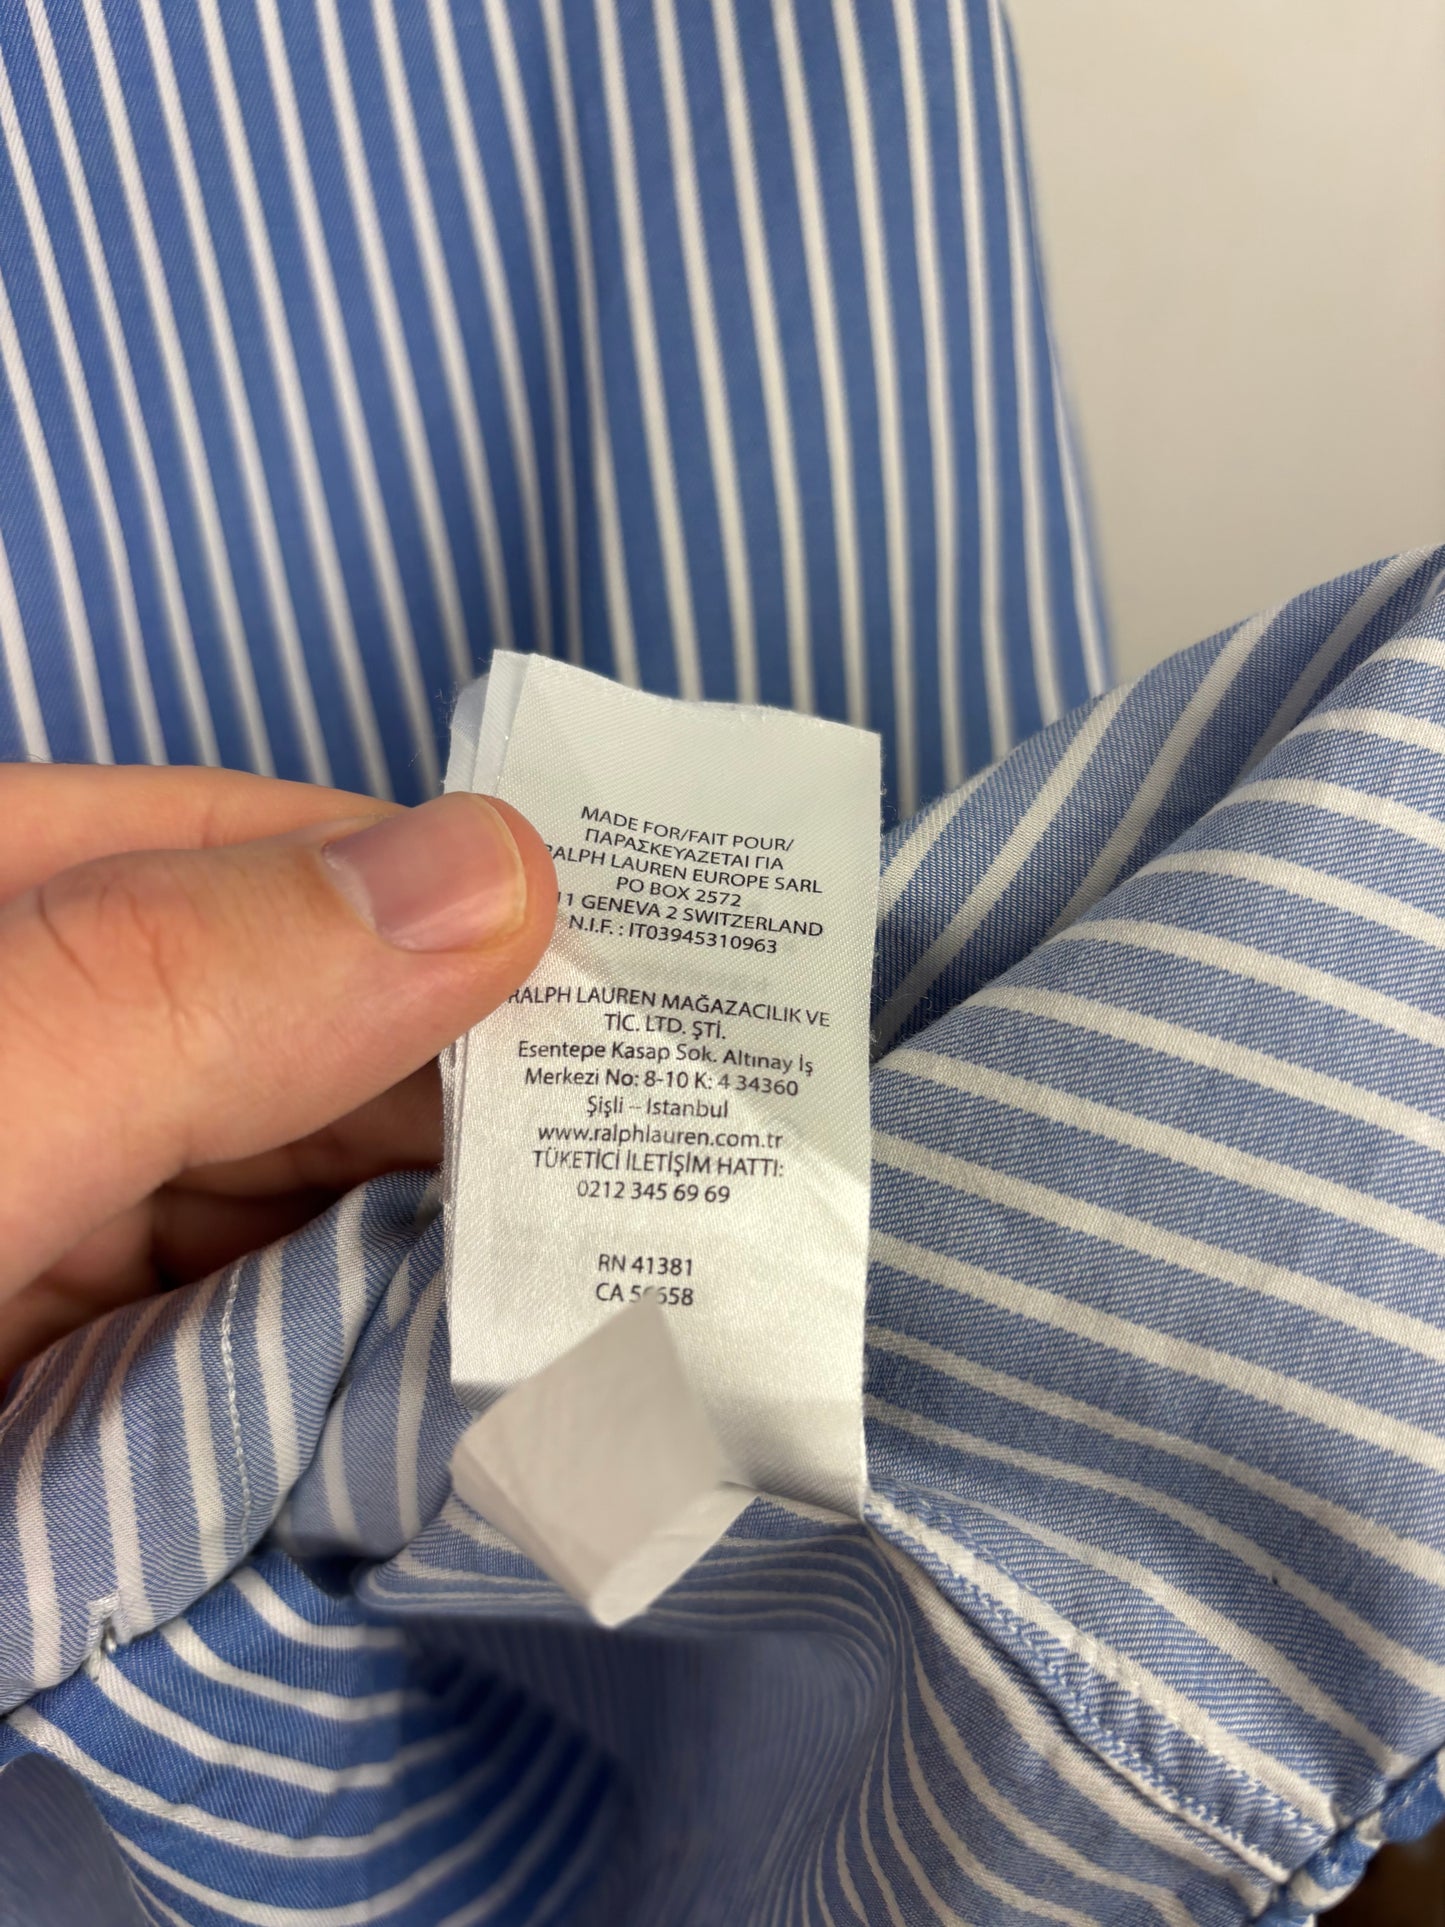 MADE FOR/FAIT POUR/
ΠΑΡΑΣΚΕΥΑΖΕΤΑΙ ΓΙΑ
RALPH LAUREN EUROPE SARL
PO BOX 2572
GENEVA 2 SWITZERLAND
N.I.F. : IT03945310963
RALPH LAUREN MAĞAZACILIK VE
TİC. LTD. ŞTİ.
Esentepe Kasap Sok. Altınay İş
Merkezi No: 8-10 K: 4 34360
Şişli – Istanbul
www.ralphlauren.com.tr
TÜKETİCİ İLETİŞİM HATTI:
0212 345 69 69
RN 41381
CA